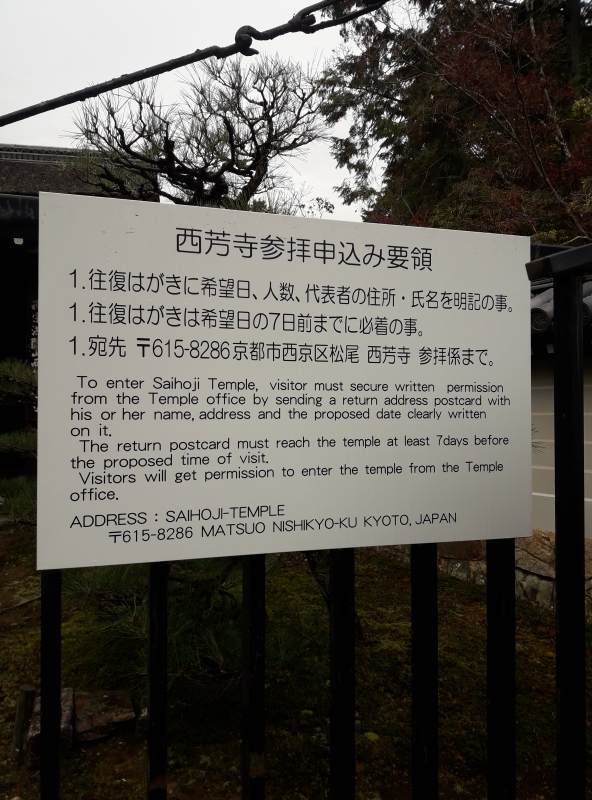 西芳寺参拝申込み要領
1.往復はがきに希望日、人数、代表者の住所・氏名を明記の事。
1.往復はがきは希望日の7日前までに必着の事。
1.宛先 〒615-8286京都市西京区松尾 西芳寺 参拝係まで。
To enter Saihoji Temple, visitor must secure written permission
from the Temple office by sending a return address postcard with
his or her name, address and the proposed date clearly written
on it.
The return postcard must reach the temple at least 7days before
the proposed time of visit.
Visitors will get permission to enter the temple from the Temple
office.
ADDRESS : SAIHOJI-TEMPLE
〒615-8286 MATSUO NISHIKYO-KU KYOTO, JAPAN